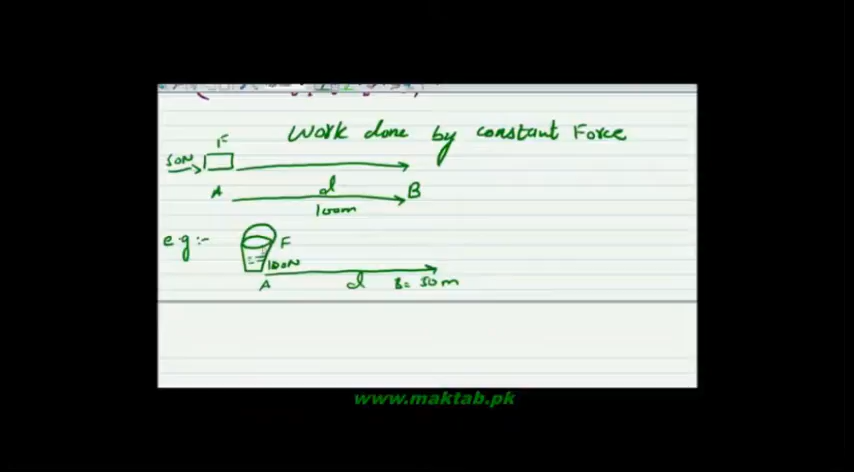 Work done by constant Force
F
50N
A d B
100m
e g :-
F
100N
A d B= 50m
www.maktab.pk